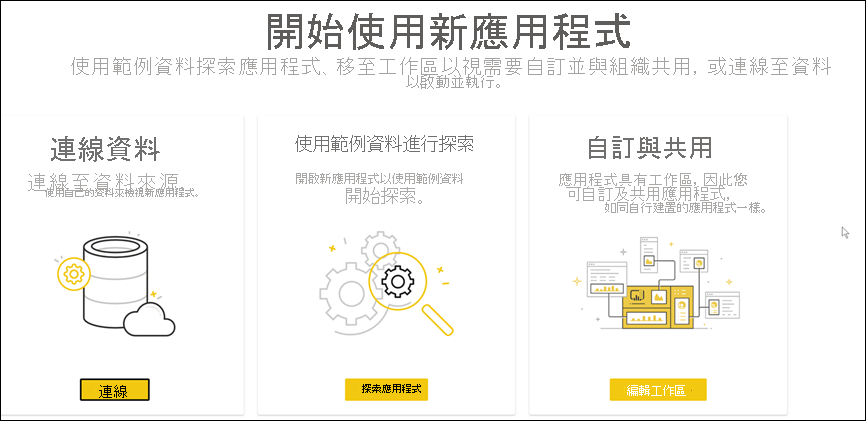 開始使用新應用程式
使用範例資料探索應用程式、移至工作區以視需要自訂並與組織共用，或連線至資料
以啟動並執行。
連線資料
連線至資料來源
使用自己的資料來檢視新應用程式。
連線
使用範例資料進行探索
開啟新應用程式以使用範例資料
開始探索。
探索應用程式
自訂與共用
應用程式具有工作區，因此您
可自訂及共用應用程式，
如同自行建置的應用程式一樣。
編輯工作區